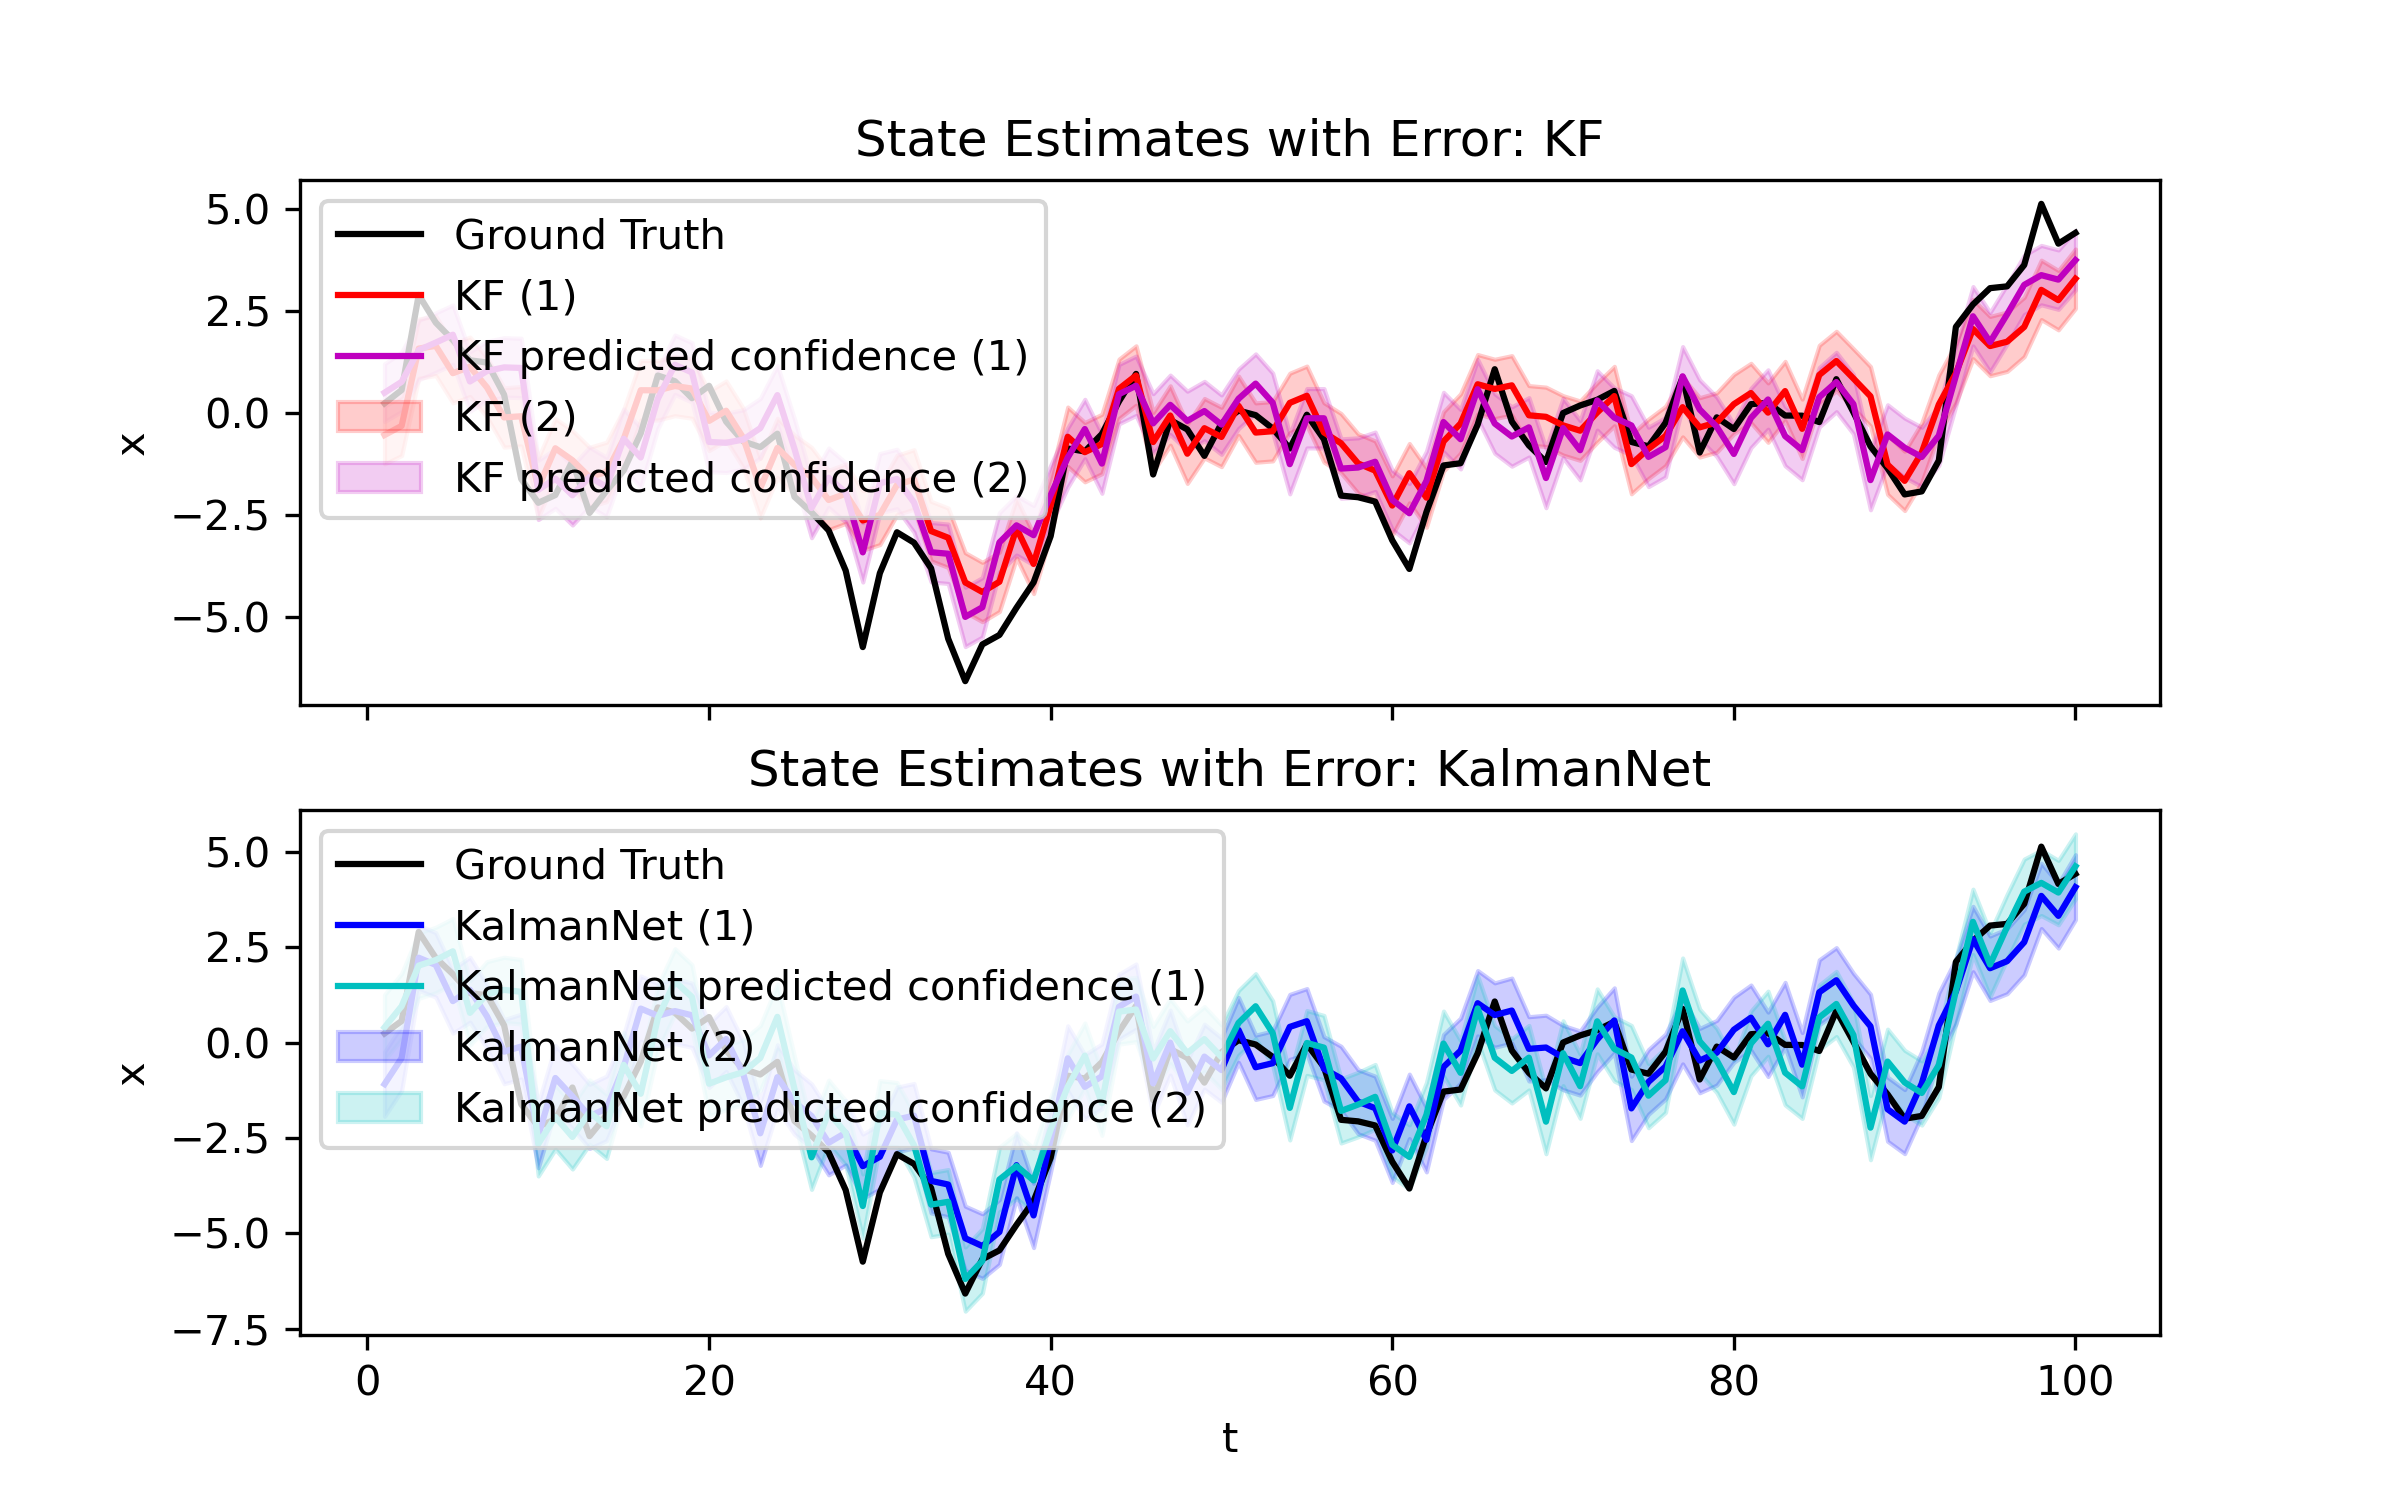 State Estimates with Error: KF
5.0
2.5
0.0
−2.5
−5.0
x
Ground Truth
KF (1)
KF predicted confidence (1)
KF (2)
KF predicted confidence (2)
State Estimates with Error: KalmanNet
5.0
2.5
0.0
−2.5
−5.0
−7.5
x
Ground Truth
KalmanNet (1)
KalmanNet predicted confidence (1)
KalmanNet (2)
KalmanNet predicted confidence (2)
0 20 40 60 80 100
t